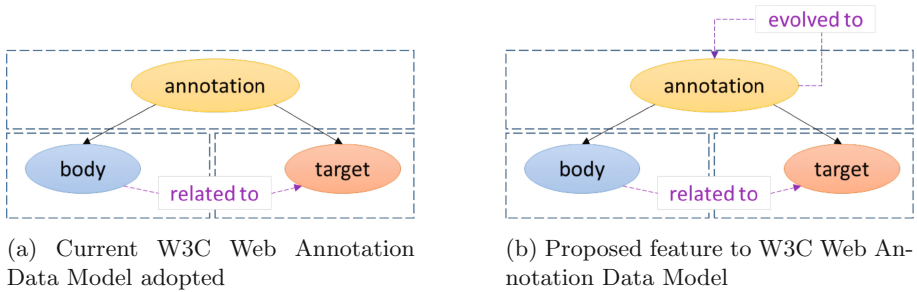 annotation
body
target
related to
(a) Current W3C Web Annotation
Data Model adopted
evolved to
annotation
body
target
related to
(b) Proposed feature to W3C Web An-
notation Data Model